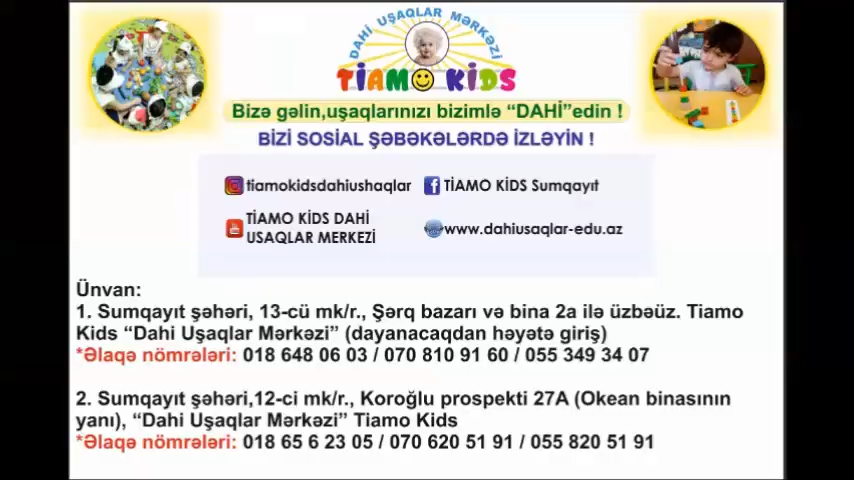 DAHİ UŞAQLAR MƏRKƏZİ
TİAMO KİDS
Bizə gəlin,uşaqlarınızı bizimlə “DAHİ”edin !
BİZİ SOSİAL ŞƏBƏKƏLƏRDƏ İZLƏYİN !
tiamokidsdahiushaqlar
TİAMO KİDS Sumqayıt
TİAMO KİDS DAHİ
USAQLAR MERKEZİ
www.dahiusaqlar-edu.az
Ünvan:
1. Sumqayıt şəhəri, 13-cü mk/r., Şərq bazarı və bina 2a ilə üzbəüz. Tiamo
Kids “Dahi Uşaqlar Mərkəzi” (dayanacaqdan həyətə giriş)
*Əlaqə nömrələri: 018 648 06 03 / 070 810 91 60 / 055 349 34 07
2. Sumqayıt şəhəri,12-ci mk/r., Koroğlu prospekti 27A (Okean binasının
yanı), “Dahi Uşaqlar Mərkəzi” Tiamo Kids
*Əlaqə nömrələri: 018 65 6 23 05 / 070 620 51 91 / 055 820 51 91